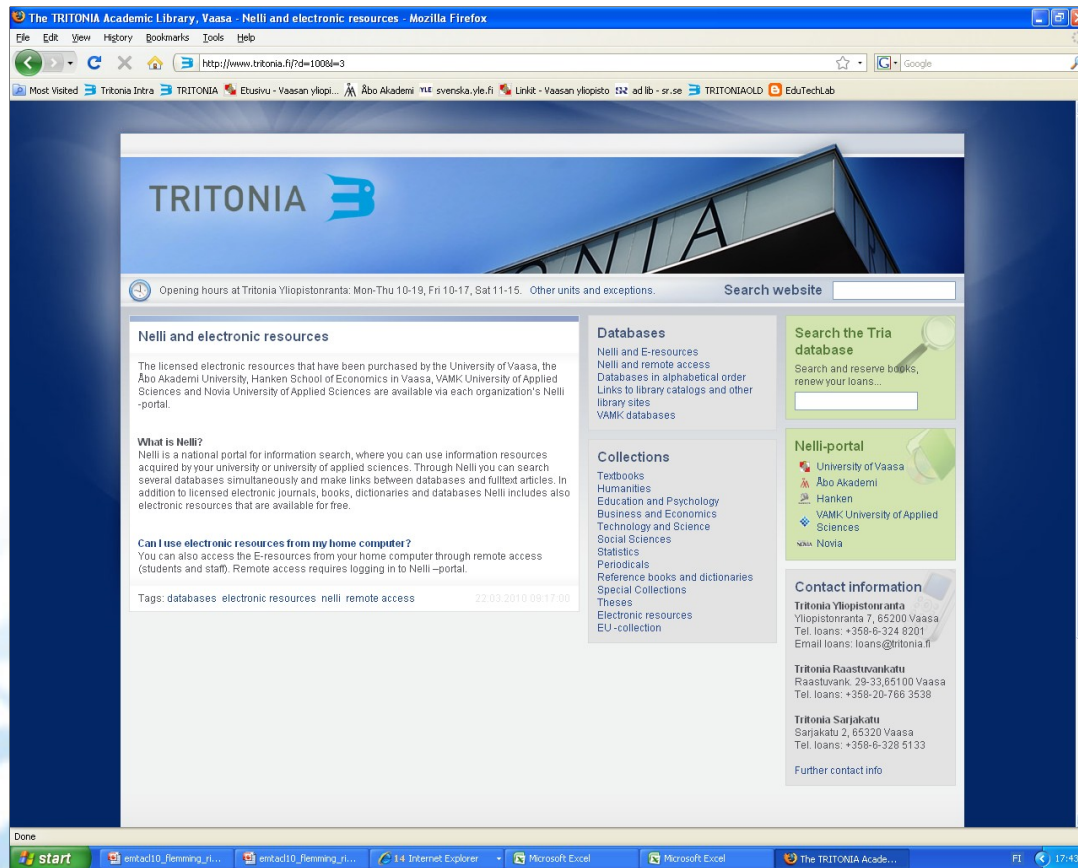 The TRITONIA Academic Library, Vaasa - Nelli and electronic resources - Mozilla Firefox
File Edit View History Bookmarks Tools Help
http://www.tritonia.fi/?d=100&l=3
Google
Most Visited Tritonia Intra TRITONIA Etusivu - Vaasan yliopi... Åbo Akademi YLE svenska.yle.fi Linkit - Vaasan yliopisto ad lib - sr.se TRITONIAOLD EduTechLab
TRITONIA
TRITONIA
Opening hours at Tritonia Yliopistonranta: Mon-Thu 10-19, Fri 10-17, Sat 11-15. Other units and exceptions.
Search website
Nelli and electronic resources
The licensed electronic resources that have been purchased by the University of Vaasa, the
Åbo Akademi University, Hanken School of Economics in Vaasa, VAMK University of Applied
Sciences and Novia University of Applied Sciences are available via each organization's Nelli
-portal.
What is Nelli?
Nelli is a national portal for information search, where you can use information resources
acquired by your university or university of applied sciences. Through Nelli you can search
several databases simultaneously and make links between databases and fulltext articles. In
addition to licensed electronic journals, books, dictionaries and databases Nelli includes also
electronic resources that are available for free.
Can I use electronic resources from my home computer?
You can also access the E-resources from your home computer through remote access
(students and staff). Remote access requires logging in to Nelli –portal.
Tags: databases electronic resources nelli remote access
22.03.2010 09:17:00
Databases
Nelli and E-resources
Nelli and remote access
Databases in alphabetical order
Links to library catalogs and other
library sites
VAMK databases
Collections
Textbooks
Humanities
Education and Psychology
Business and Economics
Technology and Science
Social Sciences
Statistics
Periodicals
Reference books and dictionaries
Special Collections
Theses
Electronic resources
EU -collection
Search the Tria
database
Search and reserve books,
renew your loans...
Nelli-portal
University of Vaasa
Åbo Akademi
Hanken
VAMK University of Applied
Sciences
NOVIA Novia
Contact information
Tritonia Yliopistonranta
Yliopistonranta 7, 65200 Vaasa
Tel. loans: +358-6-324 8201
Email loans: loans@tritonia.fi
Tritonia Raastuvankatu
Raastuvank. 29-33,65100 Vaasa
Tel. loans: +358-20-766 3538
Tritonia Sarjakatu
Sarjakatu 2, 65320 Vaasa
Tel. loans: +358-6-328 5133
Further contact info
Done
start emtacl10_flemming_ri... emtacl10_flemming_ri... 14 Internet Explorer Microsoft Excel Microsoft Excel The TRITONIA Acade... FI 17:43